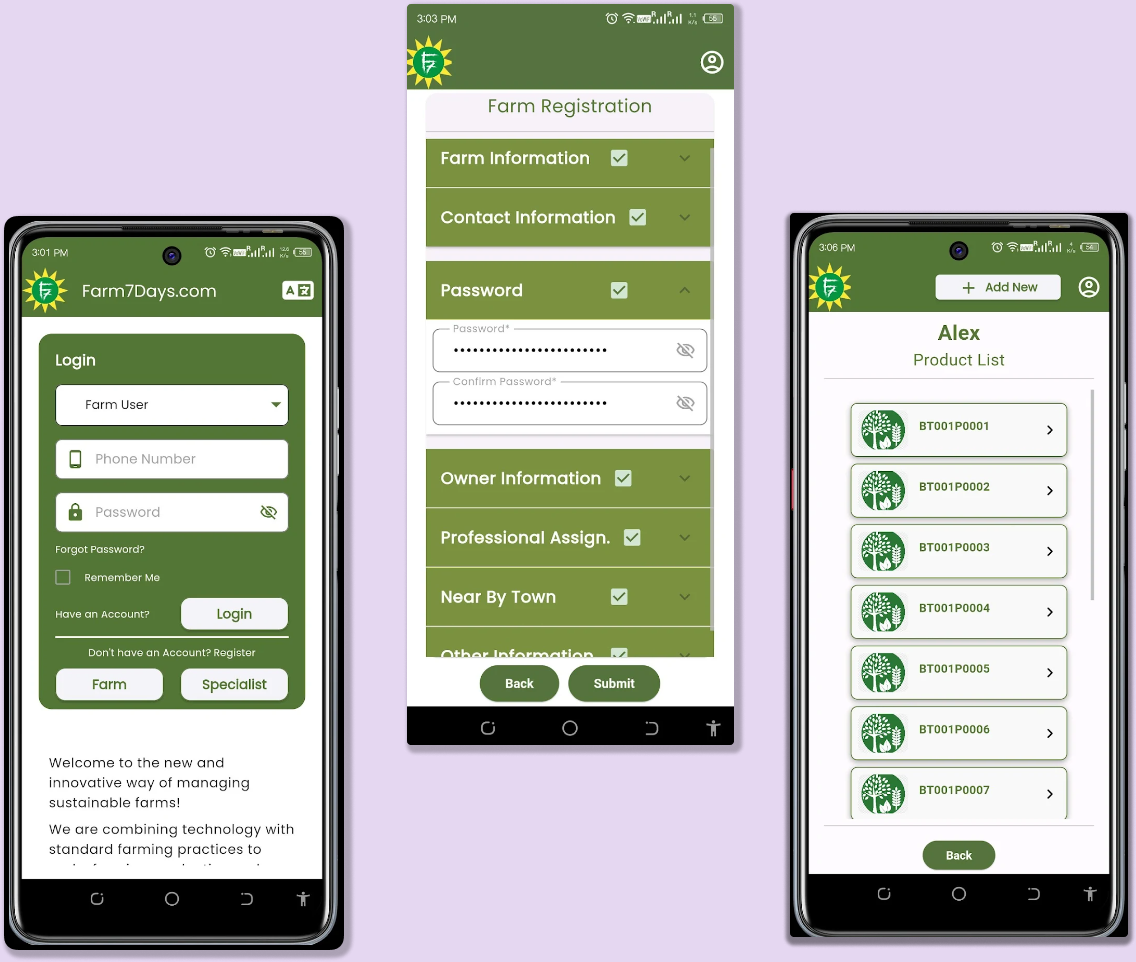 3:01 PM
Farm7Days.com
Login
Farm User
Phone Number
Password
Forgot Password?
Remember Me
Have an Account?
Login
Don't have an Account? Register
Farm
Specialist
Welcome to the new and
innovative way of managing
sustainable farms!
We are combining technology with
standard farming practices to
3:03 PM
Farm Registration
Farm Information
Contact Information
Password
Password*
Confirm Password*
Owner Information
Professional Assign.
Near By Town
Other Information
Back
Submit
3:06 PM
Add New
Alex
Product List
BT001P0001
BT001P0002
BT001P0003
BT001P0004
BT001P0005
BT001P0006
BT001P0007
Back